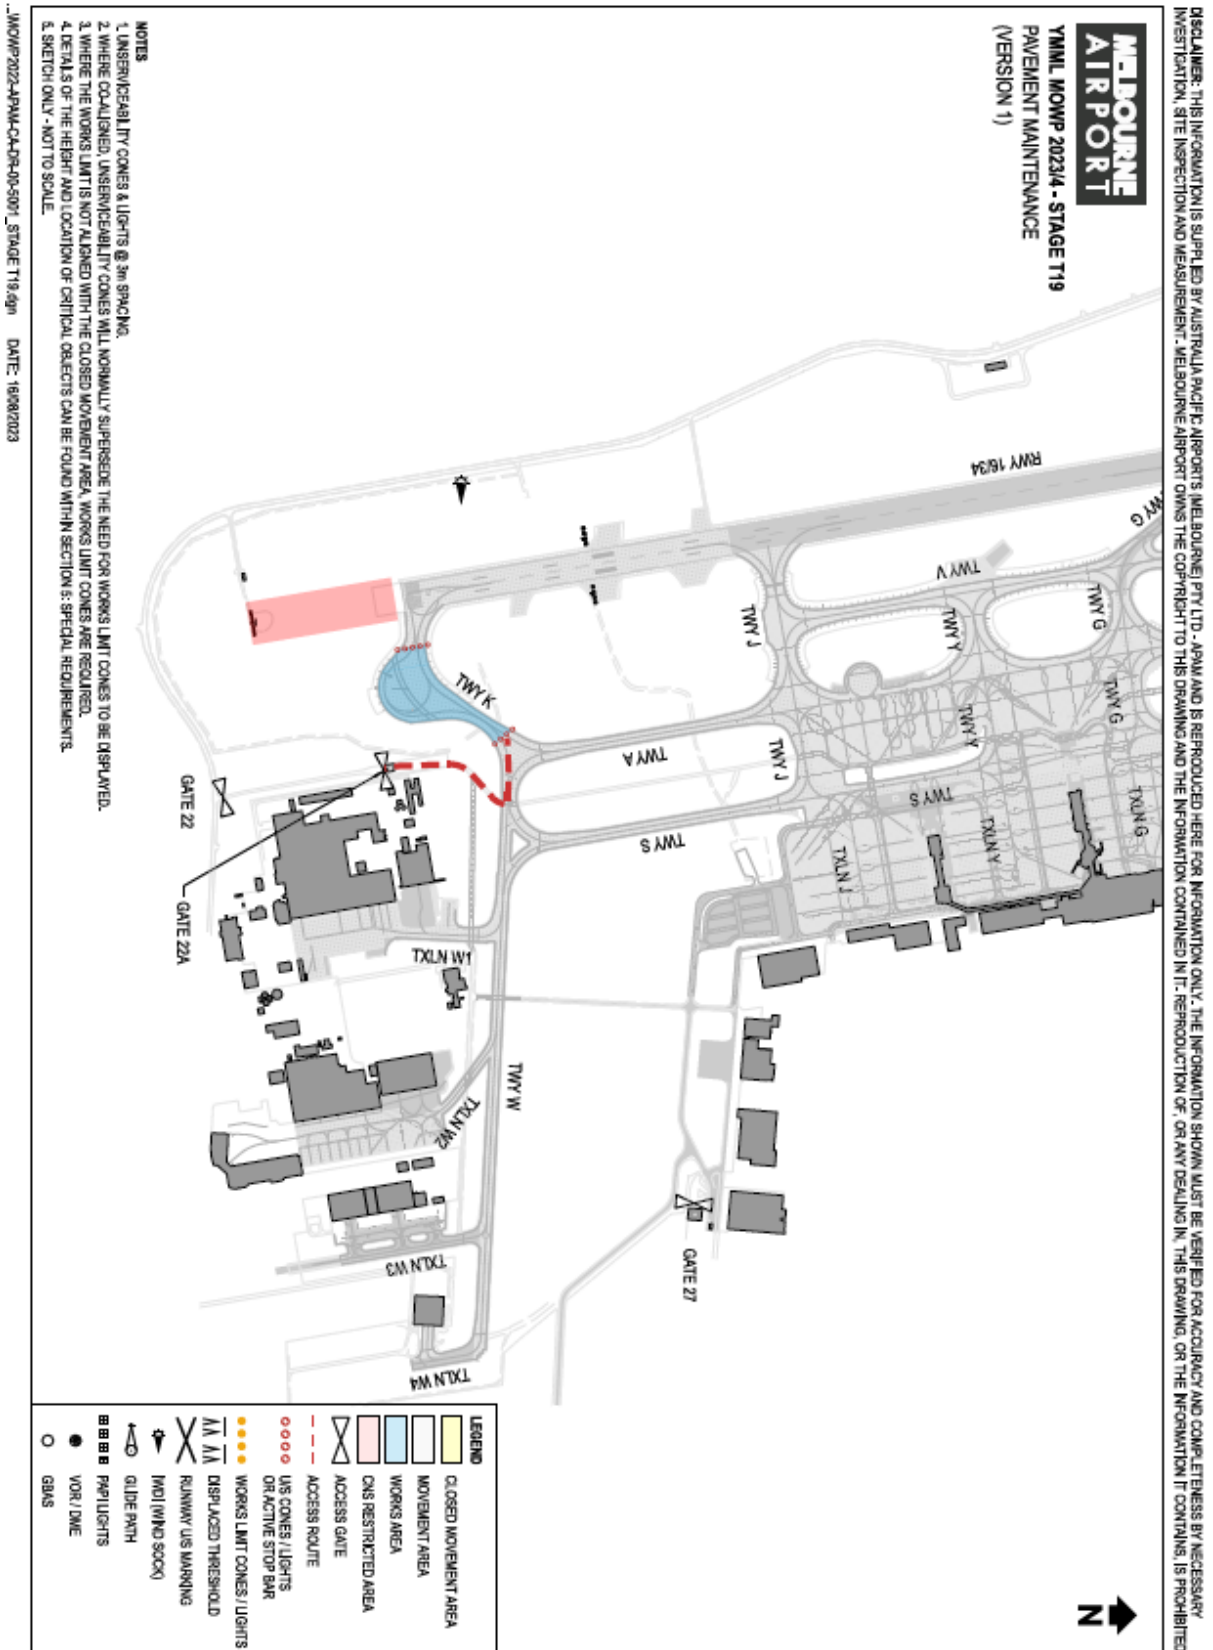 DISCLAIMER: THIS INFORMATION IS SUPPLIED BY AUSTRALIA PACIFIC AIRPORTS (MELBOURNE) PTY LTD - APAM AND IS REPRODUCED HERE FOR INFORMATION ONLY. THE INFORMATION SHOWN MUST BE VERIFIED FOR ACCURACY AND COMPLETENESS BY NECESSARY
INVESTIGATION, SITE INSPECTION AND MEASUREMENT. MELBOURNE AIRPORT OWNS THE COPYRIGHT TO THIS DRAWING AND THE INFORMATION CONTAINED IN IT. REPRODUCTION OF, OR ANY DEALING IN, THIS DRAWING, OR THE INFORMATION IT CONTAINS, IS PROHIBITED
MELBOURNE
AIRPORT
YMML MOWP 2023/4 - STAGE T19
PAVEMENT MAINTENANCE
(VERSION 1)
N
RWY 16/34
TWY G
TWY V
TWY G
TWY Y
TWY J
TWY G
TWY Y
TWY K
TWY A
TWY J
TWY S
TXLN G
TXLN Y
TXLN J
TWY S
GATE 22
GATE 22A
TXLN W1
TWY W
TXLN W2
GATE 27
TXLN W3
TXLN W4
NOTES
1. UNSERVICEABILITY CONES & LIGHTS @ 3m SPACING.
2. WHERE CO-ALIGNED, UNSERVICEABILITY CONES WILL NORMALLY SUPERSEDE THE NEED FOR WORKS LIMIT CONES TO BE DISPLAYED.
3. WHERE THE WORKS LIMIT IS NOT ALIGNED WITH THE CLOSED MOVEMENT AREA, WORKS LIMIT CONES ARE REQUIRED.
4. DETAILS OF THE HEIGHT AND LOCATION OF CRITICAL OBJECTS CAN BE FOUND WITHIN SECTION 5: SPECIAL REQUIREMENTS.
5. SKETCH ONLY - NOT TO SCALE.
LEGEND
CLOSED MOVEMENT AREA
MOVEMENT AREA
WORKS AREA
CNS RESTRICTED AREA
ACCESS GATE
ACCESS ROUTE
U/S CONES / LIGHTS
OR ACTIVE STOP BAR
WORKS LIMIT CONES / LIGHTS
DISPLACED THRESHOLD
RUNWAY U/S MARKING
IWDI (WIND SOCK)
GLIDE PATH
PAPI LIGHTS
VOR / DME
GBAS
...\MOWP2022-APAM-CA-DR-00-5001_STAGE T19.dgn DATE: 16/08/2023